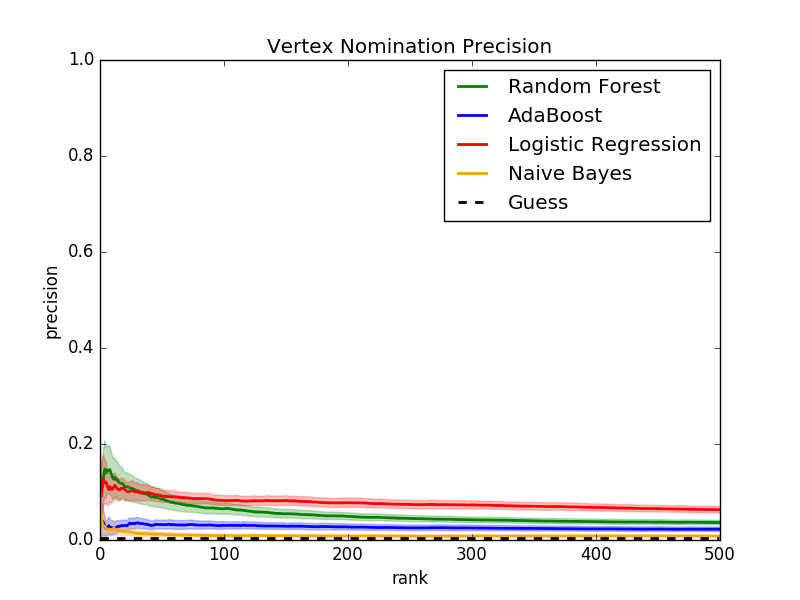 Vertex Nomination Precision
1.0
0.8
0.6
0.4
0.2
0.0
precision
Random Forest
AdaBoost
Logistic Regression
Naive Bayes
Guess
0 100 200 300 400 500
rank